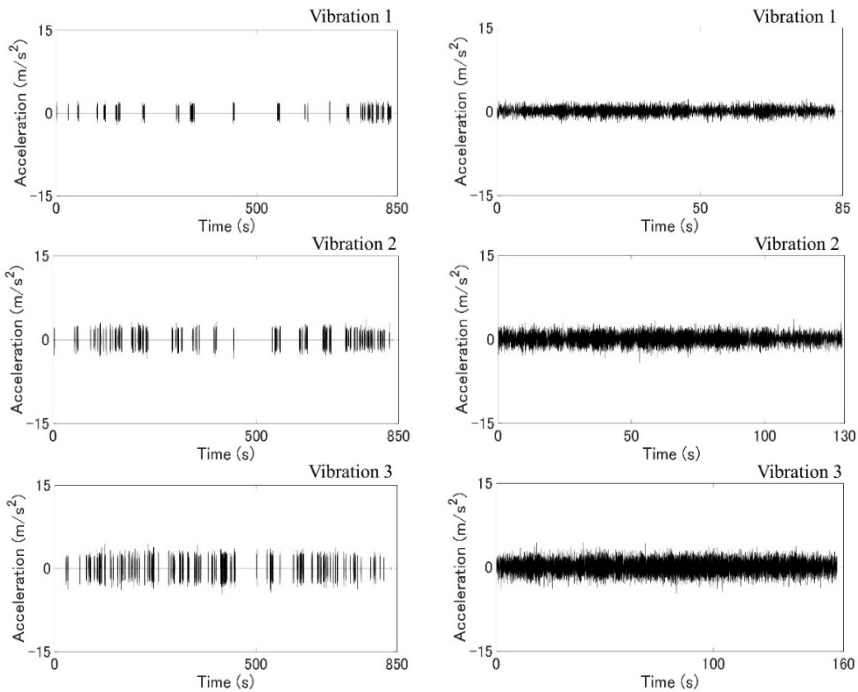 Vibration 1
Acceleration (m/s²)
15
0
-15
0
500
850
Time (s)
Vibration 1
Acceleration (m/s²)
15
0
-15
0
50
85
Time (s)
Vibration 2
Acceleration (m/s²)
15
0
-15
0
500
850
Time (s)
Vibration 2
Acceleration (m/s²)
15
0
-15
0
50
100
130
Time (s)
Vibration 3
Acceleration (m/s²)
15
0
-15
0
500
850
Time (s)
Vibration 3
Acceleration (m/s²)
15
0
-15
0
100
160
Time (s)